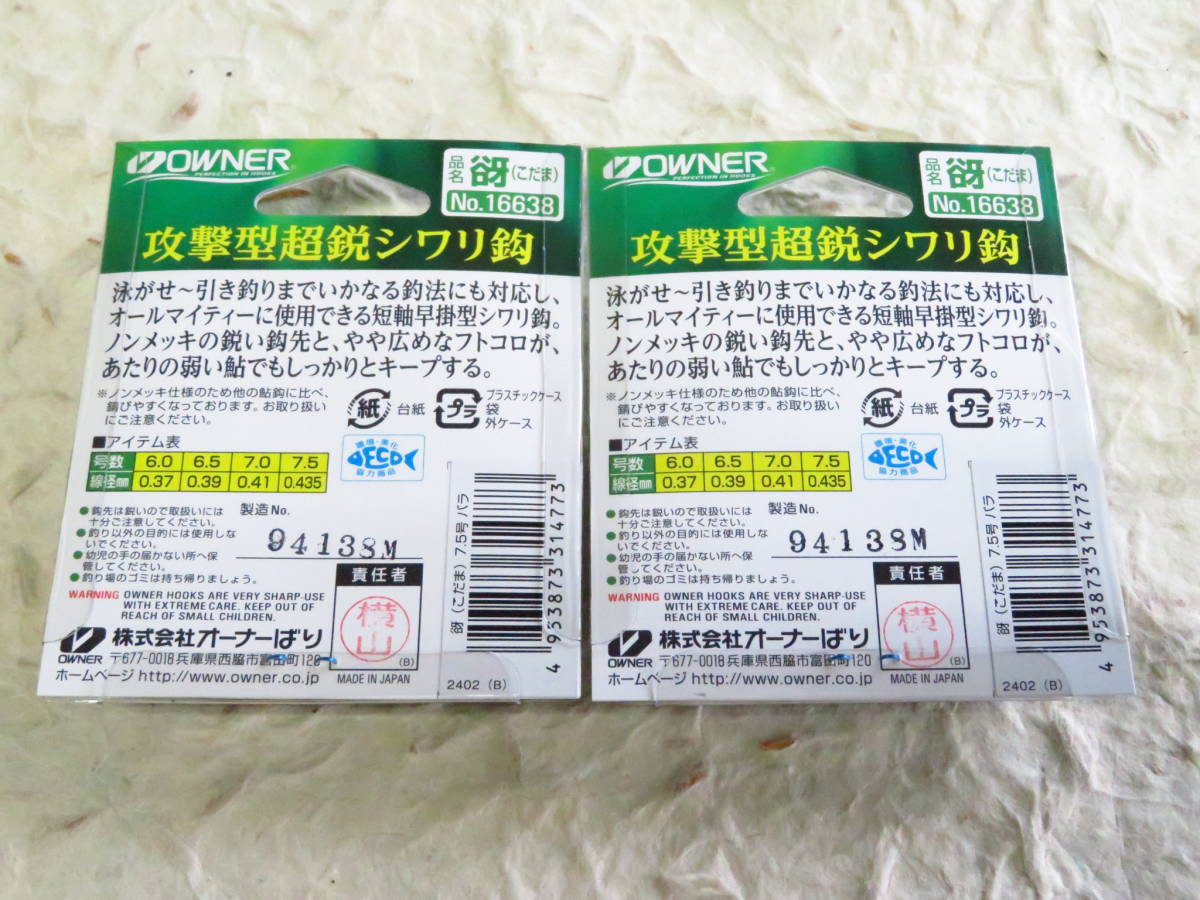 OWNER
PERFECTION IN HOOKS
品名 谺(こだま)
No.16638
攻撃型超鋭シワリ鈎
泳がせ～引き釣りまでいかなる釣法にも対応し、
オールマイティーに使用できる短軸早掛型シワリ鈎。
ノンメッキの鋭い鈎先と、やや広めなフトコロが、
あたりの弱い鮎でもしっかりとキープする。
※ノンメッキ仕様のため他の鮎鈎に比べ、
錆びやすくなっております。お取り扱い
にご注意ください。
紙 台紙
プラ プラスチックケース
袋
外ケース
■アイテム表
号数 6.0 6.5 7.0 7.5
線径mm 0.37 0.39 0.41 0.435
環境・美化
ECO
協力商品
●鈎先は鋭いので取扱いには
十分ご注意してください。
●釣り以外の目的には使用しな
いでください。
●幼児の手の届かない所へ保
管してください。
●釣り場のゴミは持ち帰りましょう。
製造No.
94138M
WARNING OWNER HOOKS ARE VERY SHARP-USE
WITH EXTREME CARE. KEEP OUT OF
REACH OF SMALL CHILDREN.
責任者
横山
(B)
MADE IN JAPAN
OWNER 株式会社オーナーばり
〒677-0018 兵庫県西脇市富田町120
ホームページ http://www.owner.co.jp
谺(こだま) 7.5号 バラ
4 953873 314773
2402 (B)
OWNER
PERFECTION IN HOOKS
品名 谺(こだま)
No.16638
攻撃型超鋭シワリ鈎
泳がせ～引き釣りまでいかなる釣法にも対応し、
オールマイティーに使用できる短軸早掛型シワリ鈎。
ノンメッキの鋭い鈎先と、やや広めなフトコロが、
あたりの弱い鮎でもしっかりとキープする。
※ノンメッキ仕様のため他の鮎鈎に比べ、
錆びやすくなっております。お取り扱い
にご注意ください。
紙 台紙
プラ プラスチックケース
袋
外ケース
■アイテム表
号数 6.0 6.5 7.0 7.5
線径mm 0.37 0.39 0.41 0.435
環境・美化
ECO
協力商品
●鈎先は鋭いので取扱いには
十分ご注意してください。
●釣り以外の目的には使用しな
いでください。
●幼児の手の届かない所へ保
管してください。
●釣り場のゴミは持ち帰りましょう。
製造No.
94138M
WARNING OWNER HOOKS ARE VERY SHARP-USE
WITH EXTREME CARE. KEEP OUT OF
REACH OF SMALL CHILDREN.
責任者
横山
(B)
MADE IN JAPAN
OWNER 株式会社オーナーばり
〒677-0018 兵庫県西脇市富田町120
ホームページ http://www.owner.co.jp
谺(こだま) 7.5号 バラ
4 953873 314773
2402 (B)